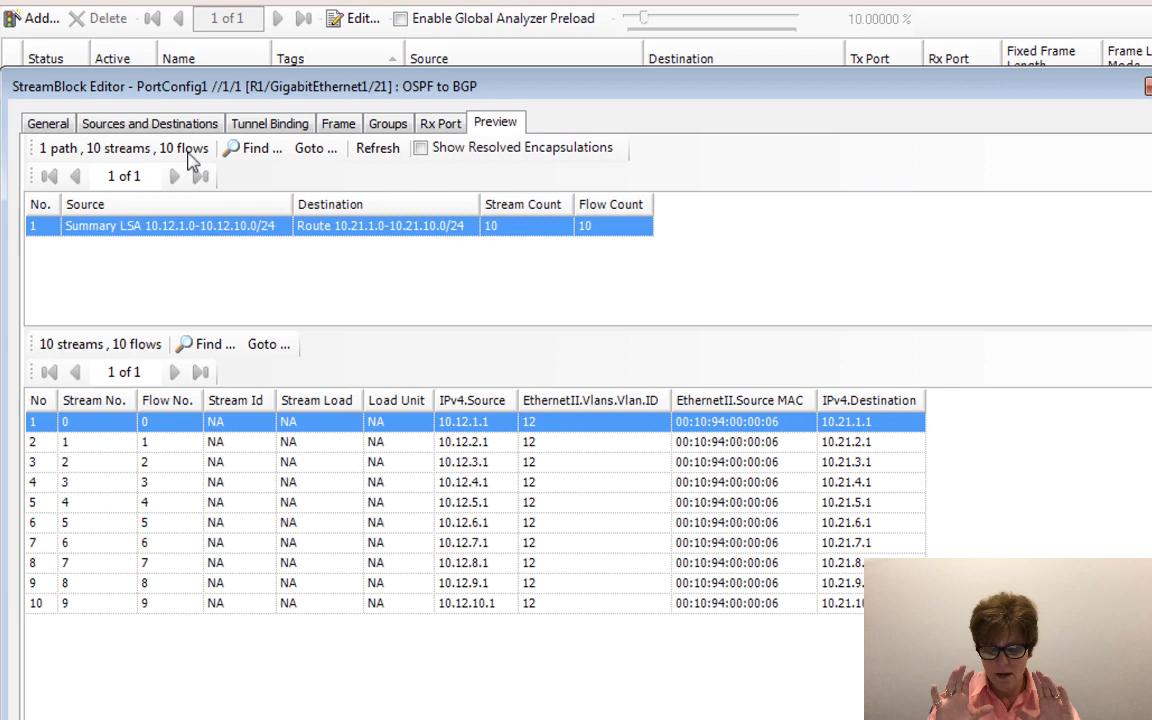 Add... Delete 1 of 1 Edit... Enable Global Analyzer Preload 10.00000 %
Status Active Name Tags Source Destination Tx Port Rx Port Fixed Frame Length Frame L Mode
StreamBlock Editor - PortConfig1 //1/1 [R1/GigabitEthernet1/21] : OSPF to BGP
General Sources and Destinations Tunnel Binding Frame Groups Rx Port Preview
1 path , 10 streams , 10 flows Find ... Goto ... Refresh Show Resolved Encapsulations
1 of 1
No. Source Destination Stream Count Flow Count
1 Summary LSA 10.12.1.0-10.12.10.0/24 Route 10.21.1.0-10.21.10.0/24 10 10
10 streams , 10 flows Find ... Goto ...
1 of 1
No Stream No. Flow No. Stream Id Stream Load Load Unit IPv4.Source EthernetII.Vlans.Vlan.ID EthernetII.Source MAC IPv4.Destination
1 0 0 NA NA NA 10.12.1.1 12 00:10:94:00:00:06 10.21.1.1
2 1 1 NA NA NA 10.12.2.1 12 00:10:94:00:00:06 10.21.2.1
3 2 2 NA NA NA 10.12.3.1 12 00:10:94:00:00:06 10.21.3.1
4 3 3 NA NA NA 10.12.4.1 12 00:10:94:00:00:06 10.21.4.1
5 4 4 NA NA NA 10.12.5.1 12 00:10:94:00:00:06 10.21.5.1
6 5 5 NA NA NA 10.12.6.1 12 00:10:94:00:00:06 10.21.6.1
7 6 6 NA NA NA 10.12.7.1 12 00:10:94:00:00:06 10.21.7.1
8 7 7 NA NA NA 10.12.8.1 12 00:10:94:00:00:06 10.21.8.
9 8 8 NA NA NA 10.12.9.1 12 00:10:94:00:00:06 10.21.9.
10 9 9 NA NA NA 10.12.10.1 12 00:10:94:00:00:06 10.21.10